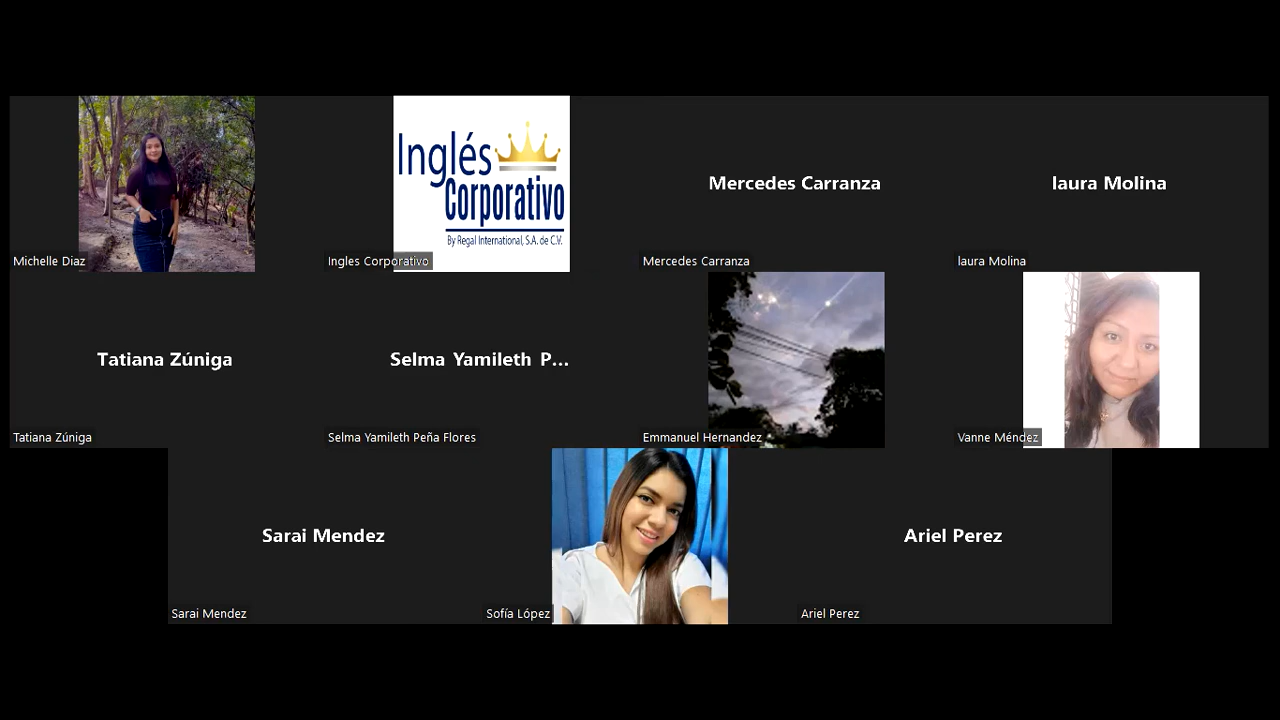 Inglés
Corporativo
By Regal International, S.A. de C.V.
Mercedes Carranza
laura Molina
Michelle Diaz
Ingles Corporativo
Mercedes Carranza
laura Molina
Tatiana Zúniga
Selma Yamileth P...
Tatiana Zúniga
Selma Yamileth Peña Flores
Emmanuel Hernandez
Vanne Méndez
Sarai Mendez
Ariel Perez
Sarai Mendez
Sofía López
Ariel Perez